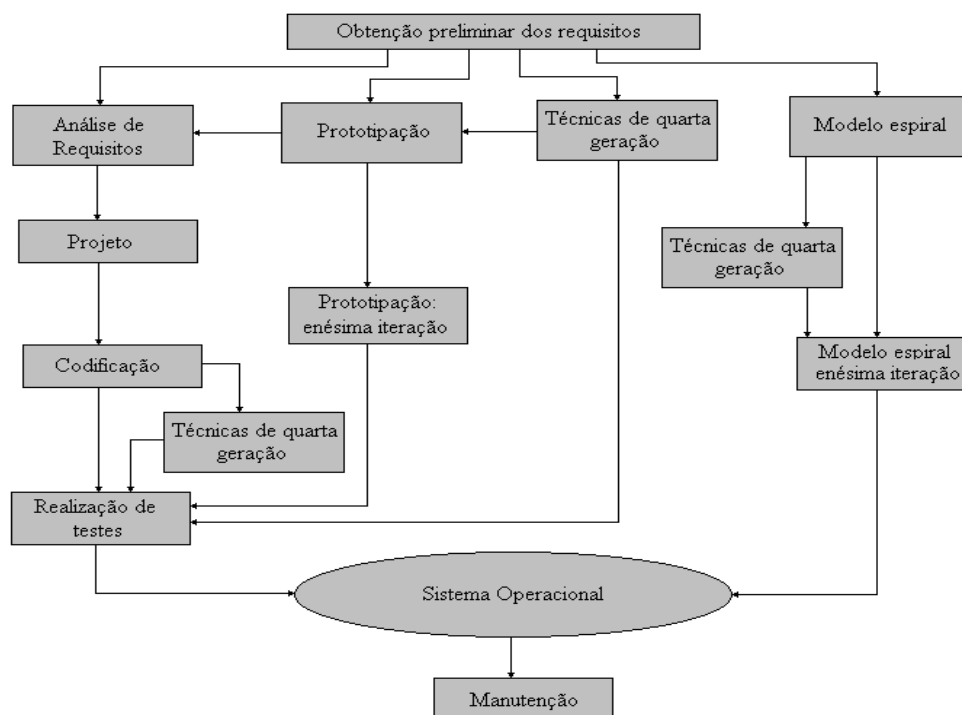 Obtenção preliminar dos requisitos
Análise de
Requisitos
Prototipação
Técnicas de quarta
geração
Modelo espiral
Projeto
Técnicas de quarta
geração
Prototipação:
enésima iteração
Codificação
Modelo espiral
enésima iteração
Técnicas de quarta
geração
Realização de
testes
Sistema Operacional
Manutenção